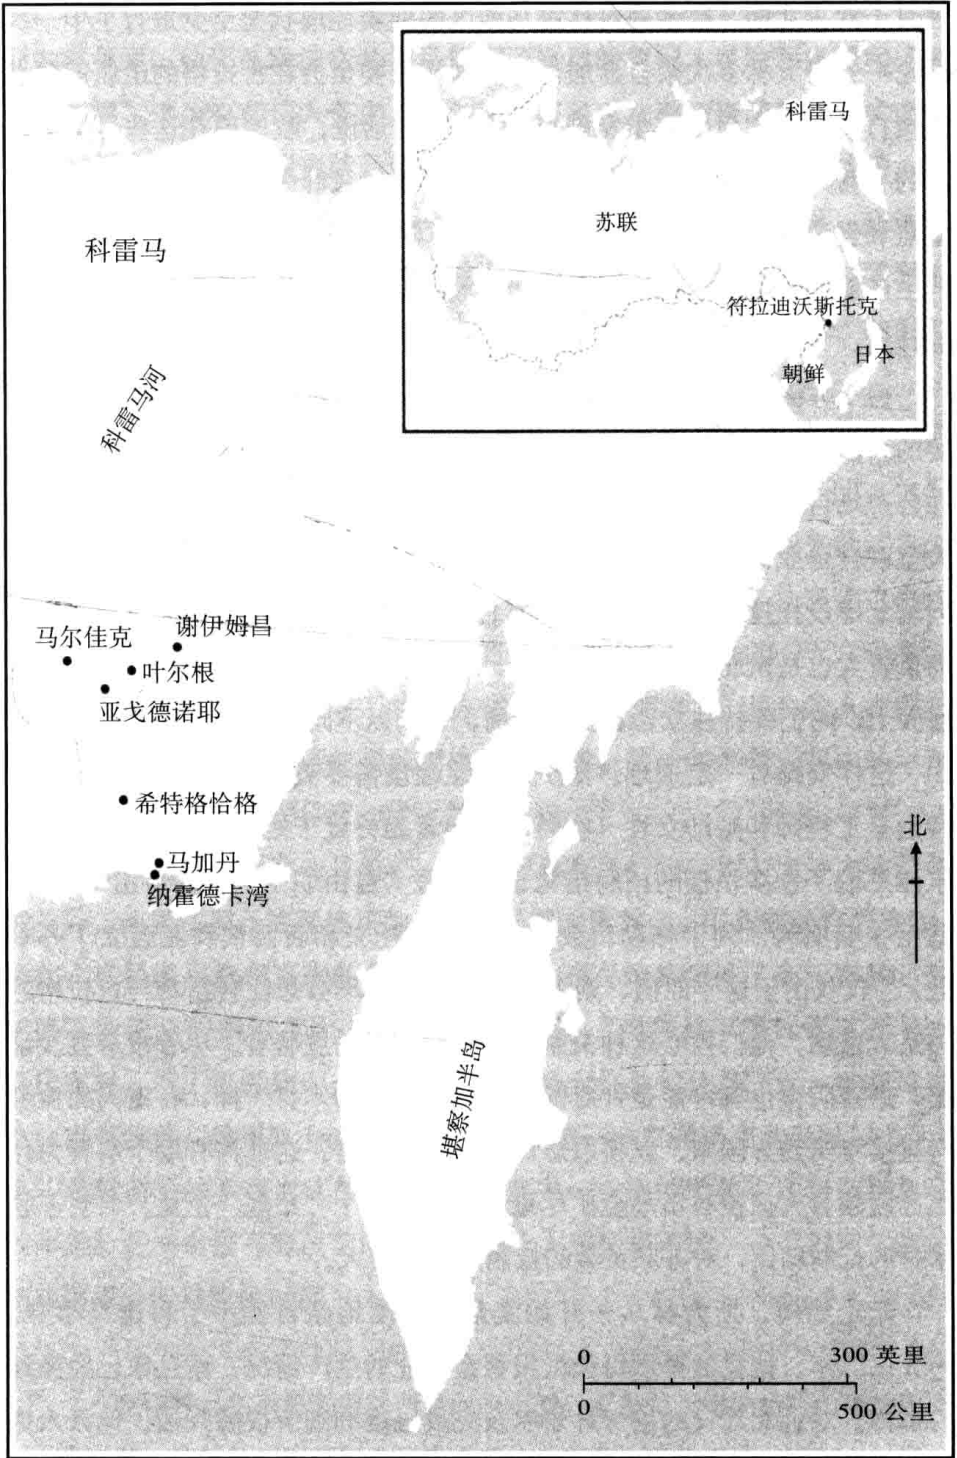 科雷马
苏联
符拉迪沃斯托克
日本
朝鲜
科雷马
科雷马河
马尔佳克
谢伊姆昌
叶尔根
亚戈德诺耶
希特格恰格
马加丹
纳霍德卡湾
北
堪察加半岛
0 300 英里
0 500 公里